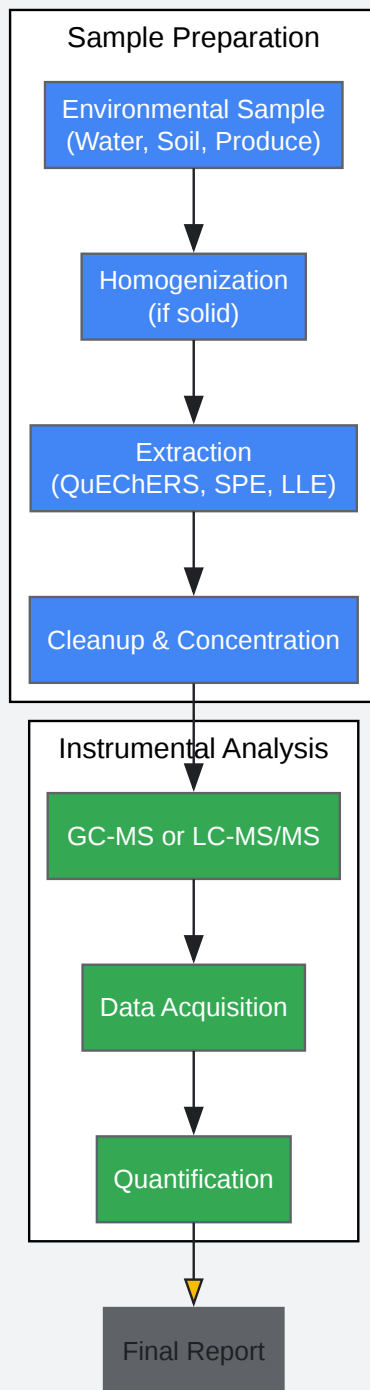 Sample Preparation
Environmental Sample
(Water, Soil, Produce)
Homogenization
(if solid)
Extraction
(QuEChERS, SPE, LLE)
Cleanup & Concentration
Instrumental Analysis
GC-MS or LC-MS/MS
Data Acquisition
Quantification
Final Report